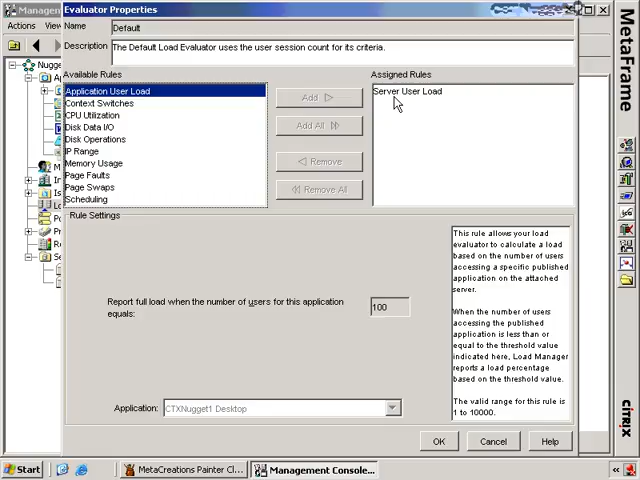 Management
Evaluator Properties
Actions
View
Name
Default
Description
The Default Load Evaluator uses the user session count for its criteria.
Available Rules
Assigned Rules
Application User Load
Context Switches
CPU Utilization
Disk Data I/O
Disk Operations
IP Range
Memory Usage
Page Faults
Page Swaps
Scheduling
Add
Add All
Remove
Remove All
Server User Load
Rule Settings
Report full load when the number of users for this application
equals:
100
Application:
CTXNugget1 Desktop
This rule allows your load
evaluator to calculate a load
based on the number of users
accessing a specific published
application on the attached
server.
When the number of users
accessing the published
application is less than or
equal to the threshold value
indicated here, Load Manager
reports a load percentage
based on the threshold value.
The valid range for this rule is
1 to 10000.
OK
Cancel
Help
MetaFrame
CITRIX
Start
MetaCreations Painter Cl...
Management Console...